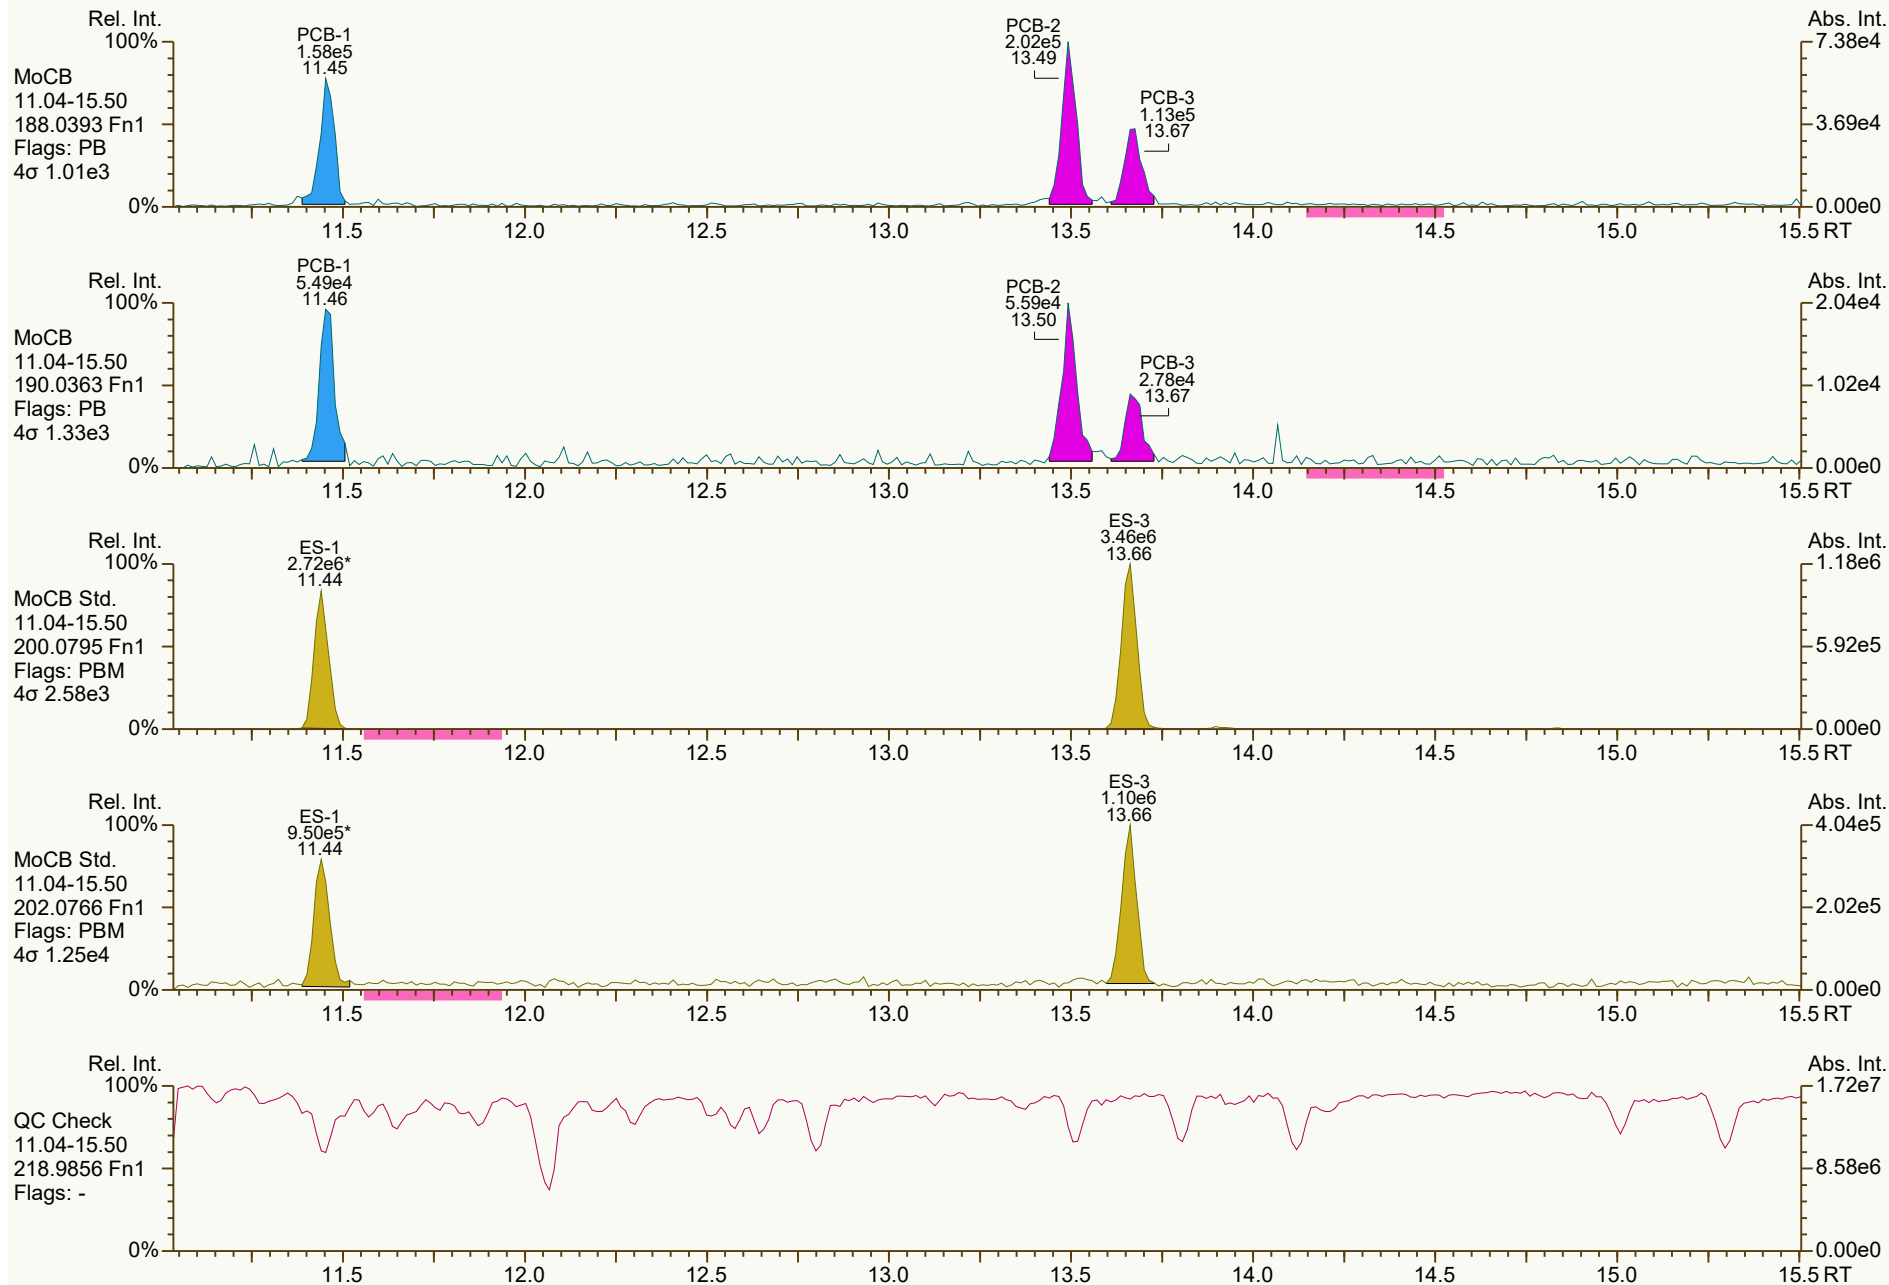 Rel. Int.
Abs. Int.
100%
0%
MoCB
11.04-15.50
188.0393 Fn1
Flags: PB
4σ 1.01e3
PCB-1
1.58e5
11.45
PCB-2
2.02e5
13.49
PCB-3
1.13e5
13.67
7.38e4
3.69e4
0.00e0
11.5 12.0 12.5 13.0 13.5 14.0 14.5 15.0 15.5 RT
Rel. Int.
Abs. Int.
100%
0%
MoCB
11.04-15.50
190.0363 Fn1
Flags: PB
4σ 1.33e3
PCB-1
5.49e4
11.46
PCB-2
5.59e4
13.50
PCB-3
2.78e4
13.67
2.04e4
1.02e4
0.00e0
11.5 12.0 12.5 13.0 13.5 14.0 14.5 15.0 15.5 RT
Rel. Int.
Abs. Int.
100%
0%
MoCB Std.
11.04-15.50
200.0795 Fn1
Flags: PBM
4σ 2.58e3
ES-1
2.72e6*
11.44
ES-3
3.46e6
13.66
1.18e6
5.92e5
0.00e0
11.5 12.0 12.5 13.0 13.5 14.0 14.5 15.0 15.5 RT
Rel. Int.
Abs. Int.
100%
0%
MoCB Std.
11.04-15.50
202.0766 Fn1
Flags: PBM
4σ 1.25e4
ES-1
9.50e5*
11.44
ES-3
1.10e6
13.66
4.04e5
2.02e5
0.00e0
11.5 12.0 12.5 13.0 13.5 14.0 14.5 15.0 15.5 RT
Rel. Int.
Abs. Int.
100%
0%
QC Check
11.04-15.50
218.9856 Fn1
Flags: -
1.72e7
8.58e6
0.00e0
11.5 12.0 12.5 13.0 13.5 14.0 14.5 15.0 15.5 RT